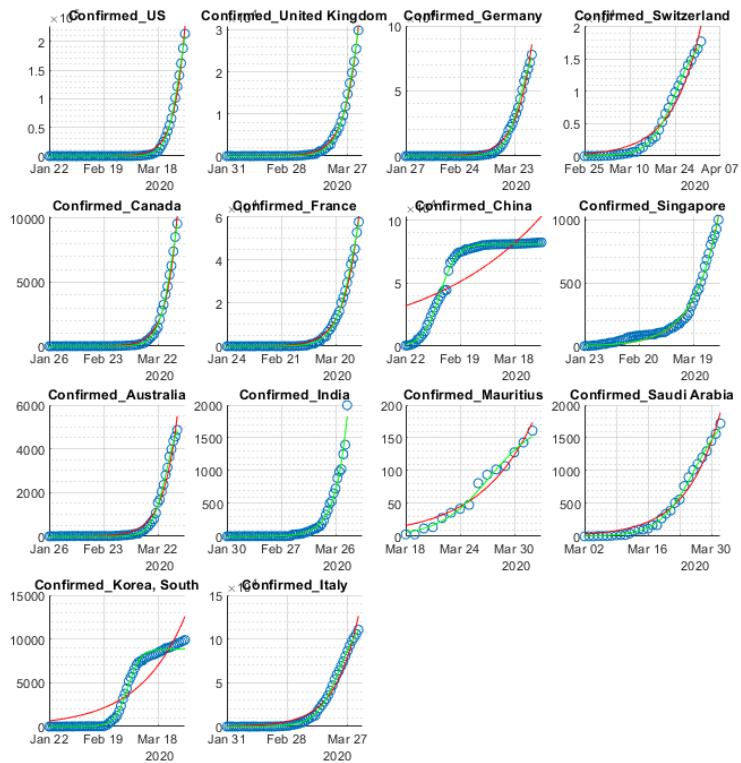 Confirmed_US
2
1.5
1
0.5
0
Jan 22
Feb 19
Mar 18
2020
Confirmed_United Kingdom
3
2
1
0
Jan 31
Feb 28
Mar 27
2020
Confirmed_Germany
10
5
0
Jan 27
Feb 24
Mar 23
2020
Confirmed_Switzerland
2
1.5
1
0.5
0
Feb 25
Mar 10
Mar 24
Apr 07
2020
Confirmed_Canada
10000
5000
0
Jan 26
Feb 23
Mar 22
2020
Confirmed_France
6
4
2
0
Jan 24
Feb 21
Mar 20
2020
Confirmed_China
10
5
0
Jan 22
Feb 19
Mar 18
2020
Confirmed_Singapore
1000
500
0
Jan 23
Feb 20
Mar 19
2020
Confirmed_Australia
6000
4000
2000
0
Jan 26
Feb 23
Mar 22
2020
Confirmed_India
2000
1500
1000
500
0
Jan 30
Feb 27
Mar 26
2020
Confirmed_Mauritius
200
150
100
50
0
Mar 18
Mar 24
Mar 30
2020
Confirmed_Saudi Arabia
2000
1500
1000
500
0
Mar 02
Mar 16
Mar 30
2020
Confirmed_Korea, South
15000
10000
5000
0
Jan 22
Feb 19
Mar 18
2020
Confirmed_Italy
15
10
5
0
Jan 31
Feb 28
Mar 27
2020